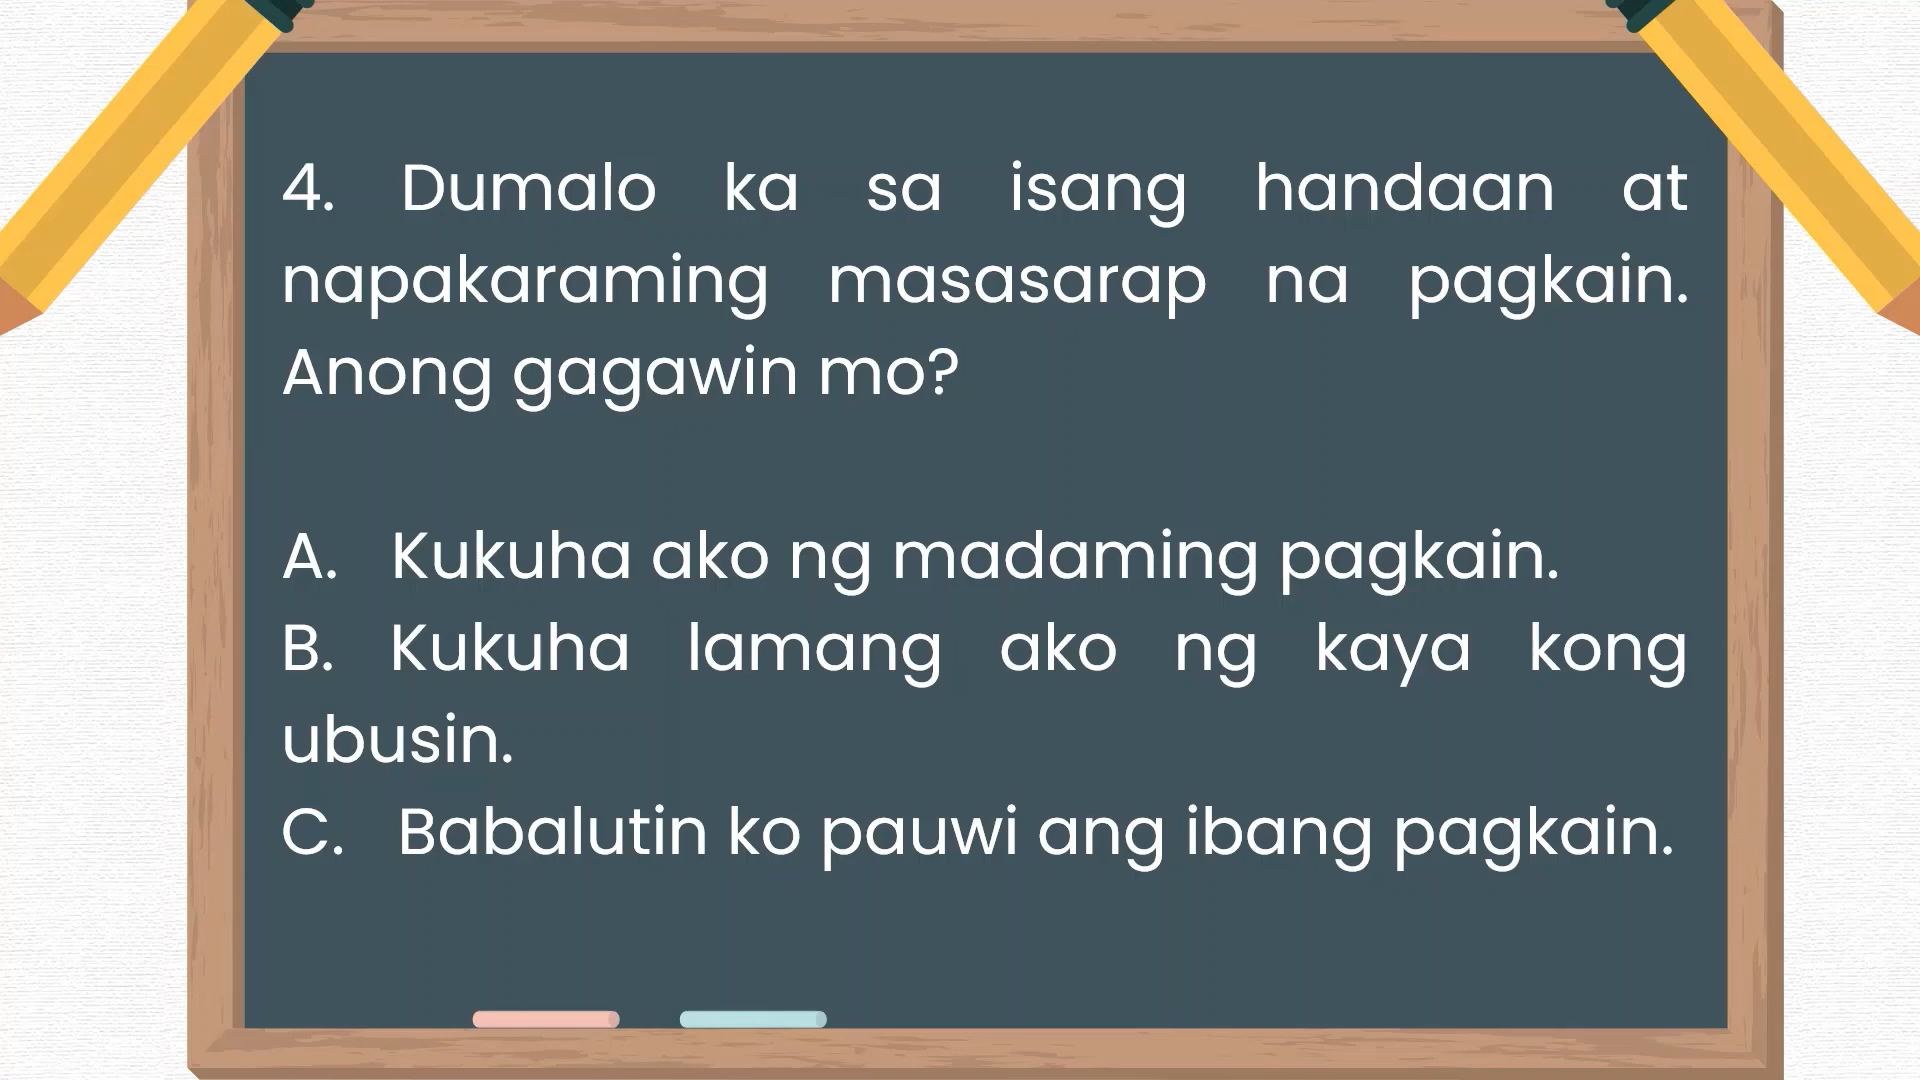 4. Dumalo ka sa isang handaan at
napakaraming masasarap na pagkain.
Anong gagawin mo?
A. Kukuha ako ng madaming pagkain.
B. Kukuha lamang ako ng kaya kong
ubusin.
C. Babalutin ko pauwi ang ibang pagkain.